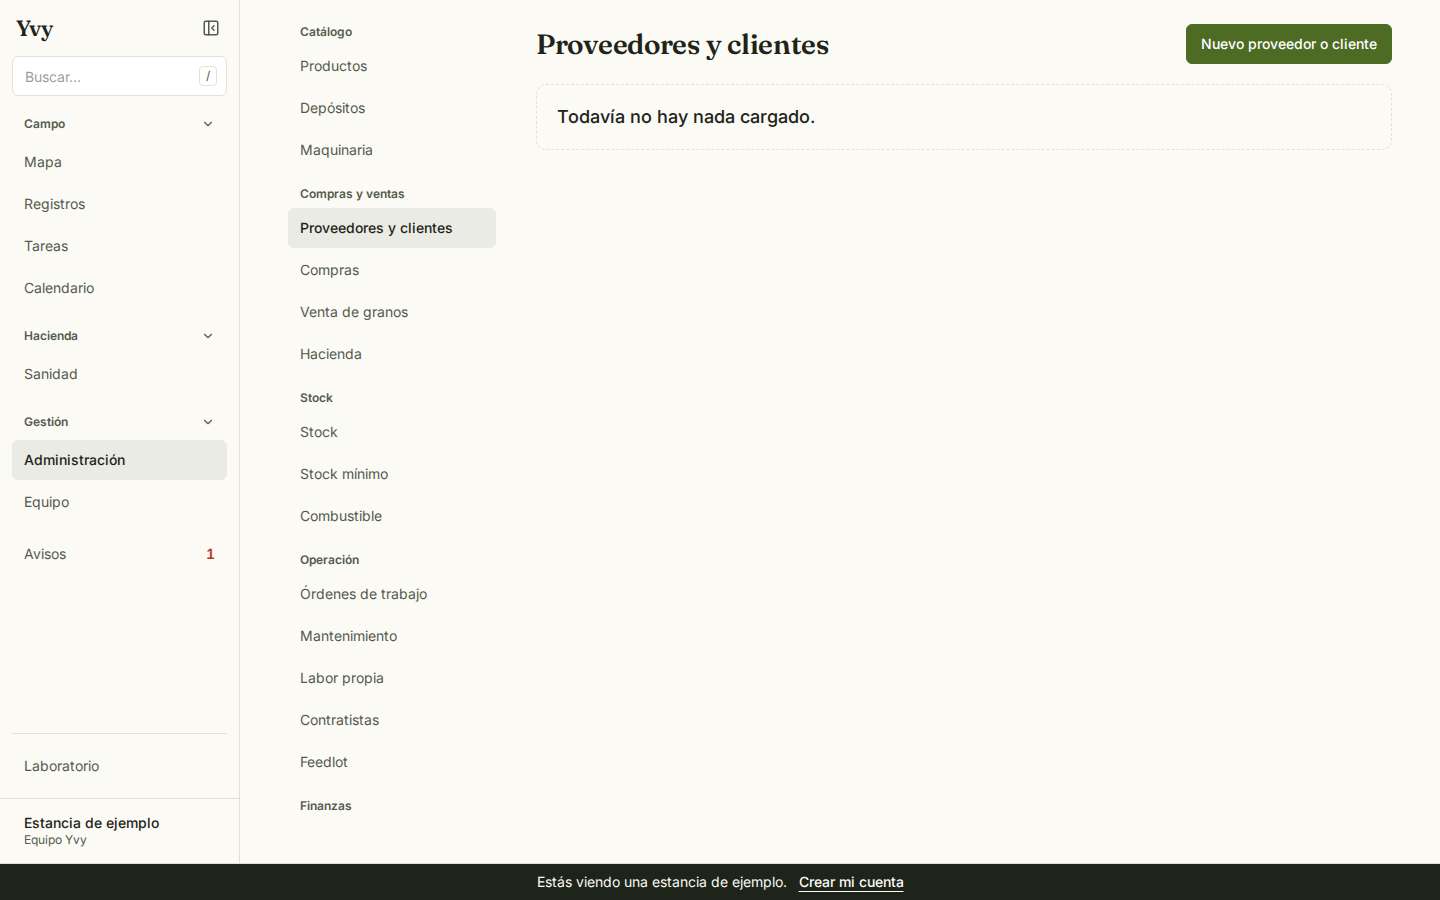 Yvy
Buscar...
/
Campo
Mapa
Registros
Tareas
Calendario
Hacienda
Sanidad
Gestión
Administración
Equipo
Avisos 1
Laboratorio
Estancia de ejemplo
Equipo Yvy
Catálogo
Productos
Depósitos
Maquinaria
Compras y ventas
Proveedores y clientes
Compras
Venta de granos
Hacienda
Stock
Stock
Stock mínimo
Combustible
Operación
Órdenes de trabajo
Mantenimiento
Labor propia
Contratistas
Feedlot
Finanzas
Proveedores y clientes
Nuevo proveedor o cliente
Todavía no hay nada cargado.
Estás viendo una estancia de ejemplo. Crear mi cuenta